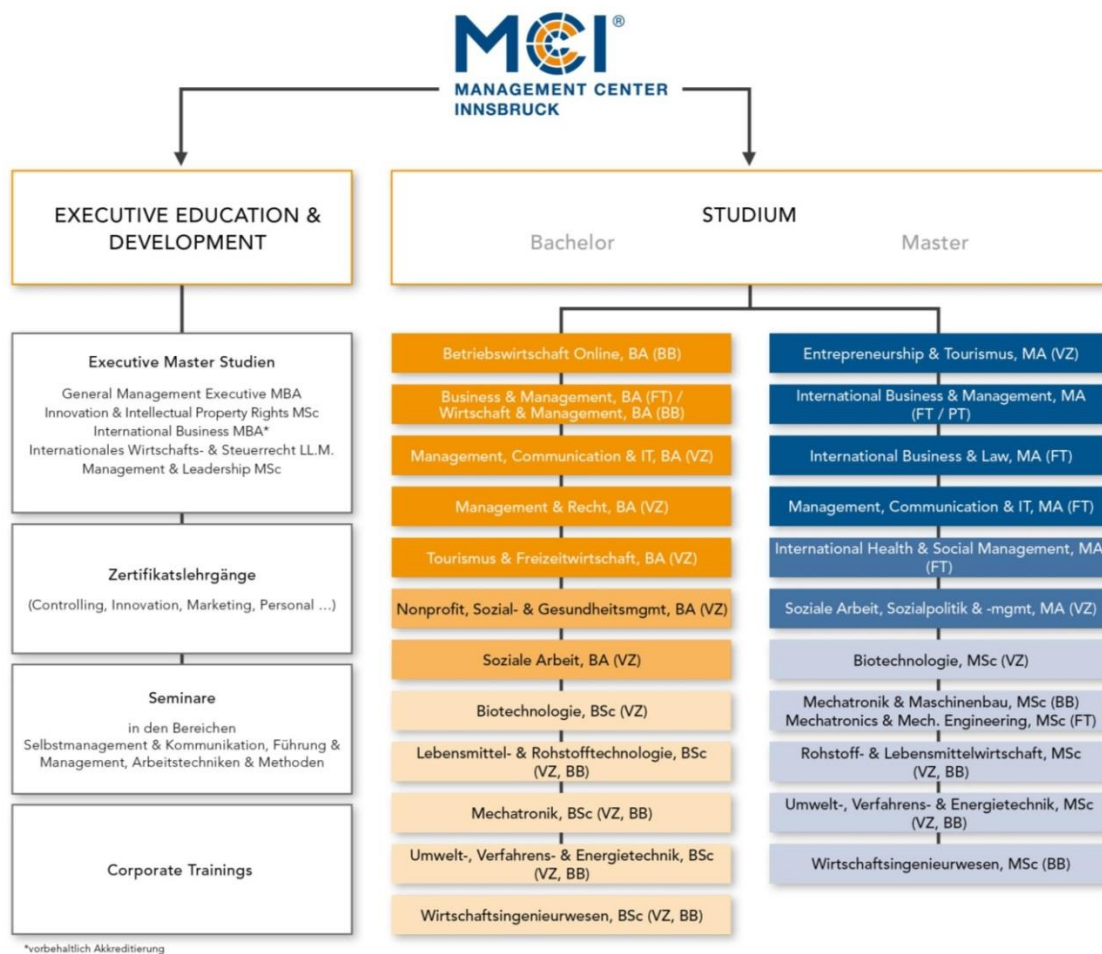 MCI®
MANAGEMENT CENTER
INNSBRUCK
EXECUTIVE EDUCATION &
DEVELOPMENT
Executive Master Studien
General Management Executive MBA
Innovation & Intellectual Property Rights MSc
International Business MBA*
Internationales Wirtschafts- & Steuerrecht LL.M.
Management & Leadership MSc
Zertifikatslehrgänge
(Controlling, Innovation, Marketing, Personal ...)
Seminare
in den Bereichen
Selbstmanagement & Kommunikation, Führung &
Management, Arbeitstechniken & Methoden
Corporate Trainings
*vorbehaltlich Akkreditierung
STUDIUM
Bachelor
Master
Betriebswirtschaft Online, BA (BB)
Business & Management, BA (FT) /
Wirtschaft & Management, BA (BB)
Management, Communication & IT, BA (VZ)
Management & Recht, BA (VZ)
Tourismus & Freizeitwirtschaft, BA (VZ)
Nonprofit, Sozial- & Gesundheitsmgmt, BA (VZ)
Soziale Arbeit, BA (VZ)
Biotechnologie, BSc (VZ)
Lebensmittel- & Rohstofftechnologie, BSc
(VZ, BB)
Mechatronik, BSc (VZ, BB)
Umwelt-, Verfahrens- & Energietechnik, BSc
(VZ, BB)
Wirtschaftsingenieurwesen, BSc (VZ, BB)
Entrepreneurship & Tourismus, MA (VZ)
International Business & Management, MA
(FT / PT)
International Business & Law, MA (FT)
Management, Communication & IT, MA (FT)
International Health & Social Management, MA
(FT)
Soziale Arbeit, Sozialpolitik & -mgmt, MA (VZ)
Biotechnologie, MSc (VZ)
Mechatronik & Maschinenbau, MSc (BB)
Mechatronics & Mech. Engineering, MSc (FT)
Rohstoff- & Lebensmittelwirtschaft, MSc
(VZ, BB)
Umwelt-, Verfahrens- & Energietechnik, MSc
(VZ, BB)
Wirtschaftsingenieurwesen, MSc (BB)